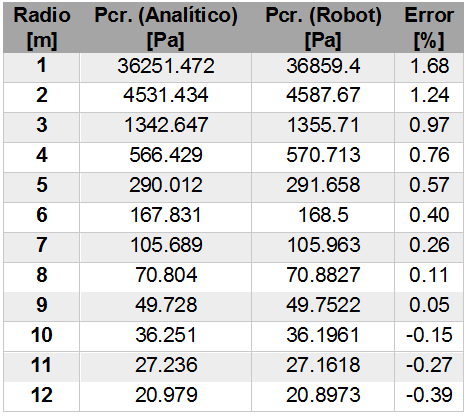 Radio Pcr. (Analítico) Pcr. (Robot) Error
[m] [Pa] [Pa] [%]
1 36251.472 36859.4 1.68
2 4531.434 4587.67 1.24
3 1342.647 1355.71 0.97
4 566.429 570.713 0.76
5 290.012 291.658 0.57
6 167.831 168.5 0.40
7 105.689 105.963 0.26
8 70.804 70.8827 0.11
9 49.728 49.7522 0.05
10 36.251 36.1961 -0.15
11 27.236 27.1618 -0.27
12 20.979 20.8973 -0.39